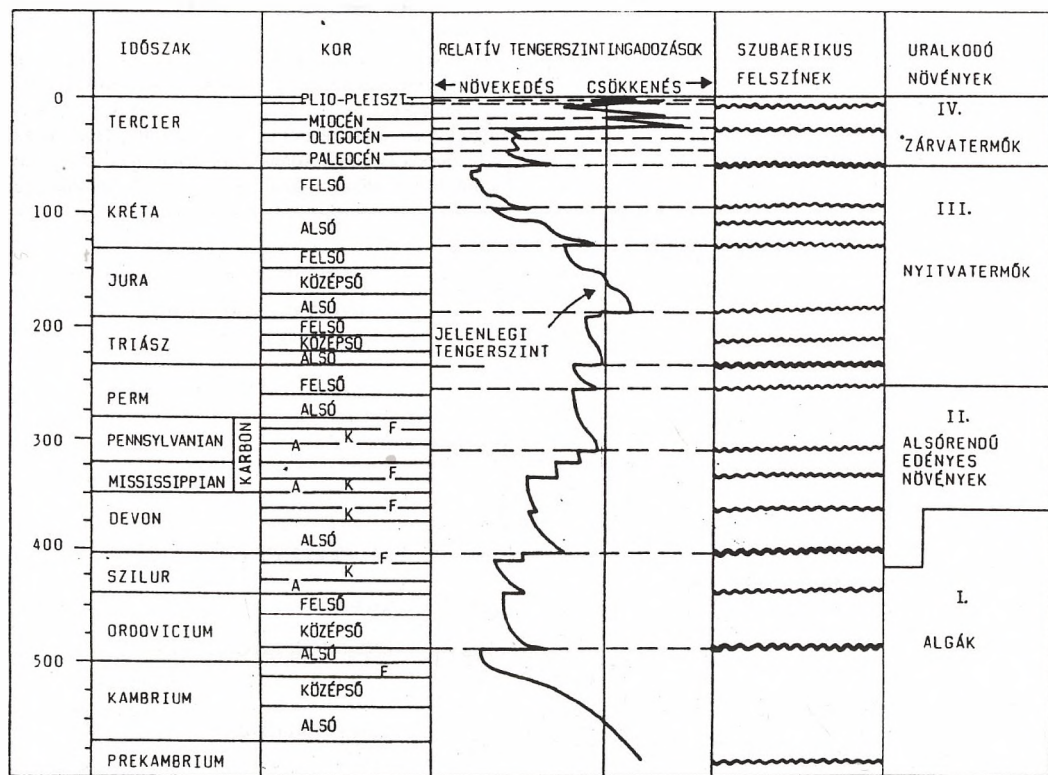 IDŐSZAK
KOR
RELATÍV TENGERSZINTINGADOZÁSOK
NÖVEKEDÉS CSÖKKENÉS
SZUBAERIKUS
FELSZÍNEK
URALKODÓ
NÖVÉNYEK
0
100
200
300
400
500
TERCIER
KRÉTA
JURA
TRIÁSZ
PERM
PENNSYLVANIAN
MISSISSIPPIAN
KARBON
DEVON
SZILUR
ORDOVICIUM
KAMBRIUM
PREKAMBRIUM
PLIO-PLEISZT.
MIOCÉN
OLIGOCÉN
PALEOCÉN
FELSŐ
ALSÓ
FELSŐ
KÖZÉPSŐ
ALSÓ
FELSŐ
KÖZÉPSŐ
ALSÓ
FELSŐ
ALSÓ
F
K
A
F
K
A
F
K
ALSÓ
F
K
A
FELSŐ
KÖZÉPSŐ
ALSÓ
F
KÖZÉPSŐ
ALSÓ
JELENLEGI
TENGERSZINT
IV.
ZÁRVATERMŐK
III.
NYITVATERMŐK
II.
ALSÓRENDŰ
EDÉNYES
NÖVÉNYEK
I.
ALGÁK